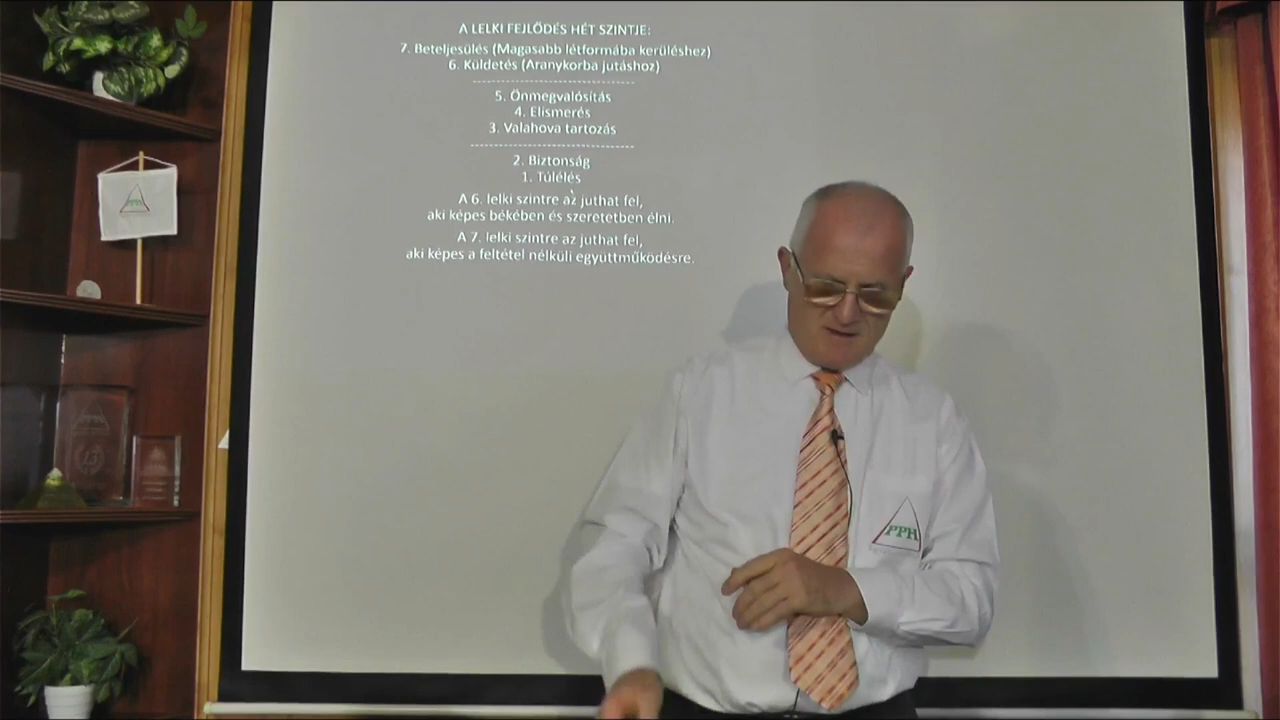 A LELKI FEJLŐDÉS HÉT SZINTJE:
7. Beteljesülés (Magasabb létformába kerüléshez)
6. Küldetés (Aranykorba jutáshoz)
5. Önmegvalósítás
4. Elismerés
3. Valahova tartozás
2. Biztonság
1. Túlélés
A 6. lelki szintre az juthat fel,
aki képes békében és szeretetben élni.
A 7. lelki szintre az juthat fel,
aki képes a feltétel nélküli együttműködésre.
PPH
13